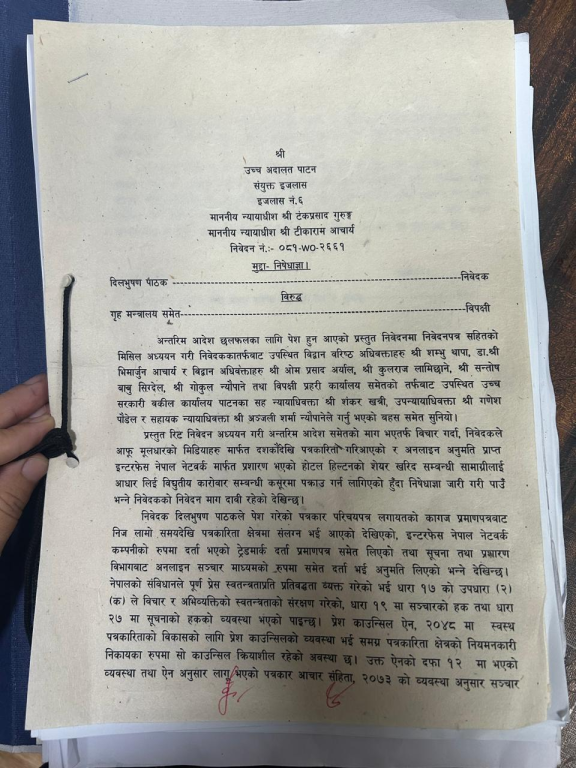 श्री
उच्च अदालत पाटन
संयुक्त इजलास
इजलास नं.६
माननीय न्यायाधीश श्री टंकप्रसाद गुरुङ्ग
माननीय न्यायाधीश श्री टीकाराम आचार्य
निवेदन नं.:- ०८१-WO-२६६१
मुद्दा- निषेधाज्ञा।
दिलभुषण पाठक ---------------------------------------------------------------निवेदक
विरुद्ध
गृह मन्त्रालय समेत---------------------------------------------------------------विपक्षी
अन्तरिम आदेश छलफलका लागि पेश हुन आएको प्रस्तुत निवेदनमा निवेदनपत्र सहितको
मिसिल अध्ययन गरी निवेदककातर्फबाट उपस्थित विद्वान वरिष्ठ अधिवक्ताहरु श्री शम्भु थापा, डा.श्री
भिमार्जुन आचार्य र बिद्वान अधिवक्ताहरु श्री ओम प्रसाद अर्याल, श्री कुलराज लामिछाने, श्री सन्तोष
बाबु सिग्देल, श्री गोकुल न्यौपाने तथा विपक्षी प्रहरी कार्यालय समेतको तर्फबाट उपस्थित उच्च
सरकारी वकील कार्यालय पाटनका सह न्यायाधिवक्ता श्री शंकर खत्री, उपन्यायाधिवक्ता श्री गणेश
पौडेल र सहायक न्यायाधिवक्ता श्री अञ्जली शर्मा न्यौपानेले गर्नु भएको बहस समेत सुनियो।
प्रस्तुत रिट निवेदन अध्ययन गरी अन्तरिम आदेश समेतको माग भएतर्फ बिचार गर्दा, निवेदकले
आफू मूलधारको मिडियाहरु मार्फत दशकौंदेखि पत्रकारिता गरिआएको र अनलाइन अनुमति प्राप्त
इन्टरफेस नेपाल नेटवर्क मार्फत प्रशारण भएको होटल हिल्टनको शेयर खरिद सम्बन्धी सामाग्रीलाई
आधार लिई विघुतीय कारोवार सम्बन्धी कसूरमा पक्राउ गर्न लागिएको हुँदा निषेधाज्ञा जारी गरी पाउँ
भन्ने निवेदकको निवेदन माग दावी रहेको देखिन्छ।
निवेदक दिलभुषण पाठकले पेश गरेको पत्रकार परिचयपत्र लगायतको कागज प्रमाणपत्रबाट
निज लामो समयदेखि पत्रकारिता क्षेत्रमा संलग्न भई आएको देखिएको, इन्टरफेस नेपाल नेटवर्क
कम्पनीको रुपमा दर्ता भएको ट्रेडमार्क दर्ता प्रमाणपत्र समेत लिएको तथा सूचना तथा प्रशारण
विभागबाट अनलाइन सञ्चार माध्यमको रुपमा समेत दर्ता भई अनुमति लिएको भन्ने देखिन्छ।
नेपालको संविधानले पूर्ण प्रेस स्वतन्त्रताप्रति प्रतिबद्धता व्यक्त गरेको भई धारा १७ को उपधारा (२)
(क) ले बिचार र अभिव्यक्तिको स्वतन्त्रताको संरक्षण गरेको, धारा १९ मा सञ्चारको हक तथा धारा
२७ मा सूचनाको हकको व्यवस्था भएको पाइन्छ। प्रेश काउन्सिल ऐन, २०४८ मा स्वस्थ
पत्रकारिताको बिकासको लागि प्रेश काउन्सिलको व्यवस्था भई समग्र पत्रकारिता क्षेत्रको नियमनकारी
निकायका रुपमा सो काउन्सिल क्रियाशील रहेको अवस्था छ। उक्त ऐनको दफा १२ मा भएको
व्यवस्था तथा ऐन अनुसार लागु भएको पत्रकार आचार संहिता, २०७३ को व्यवस्था अनुसार सञ्चार